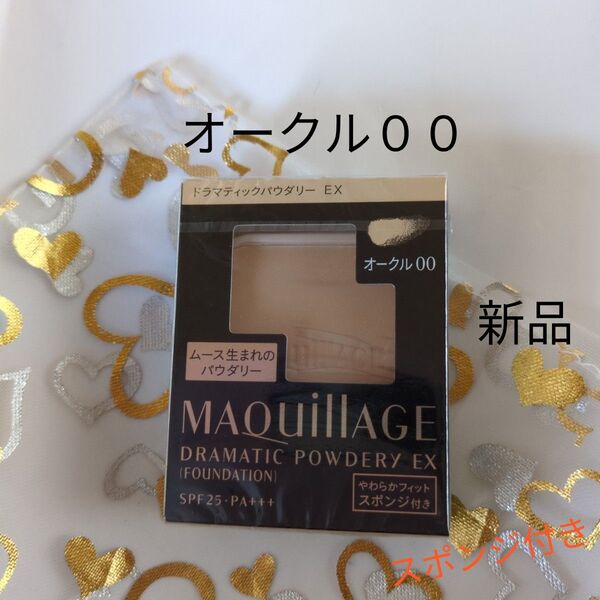 オークル００
ドラマティックパウダリー EX
オークル00
新品
ムース生まれの
パウダリー
MAQuillAGE
DRAMATIC POWDERY EX
(FOUNDATION)
やわらかフィット
スポンジ付き
SPF25・PA+++
スポンジ付き